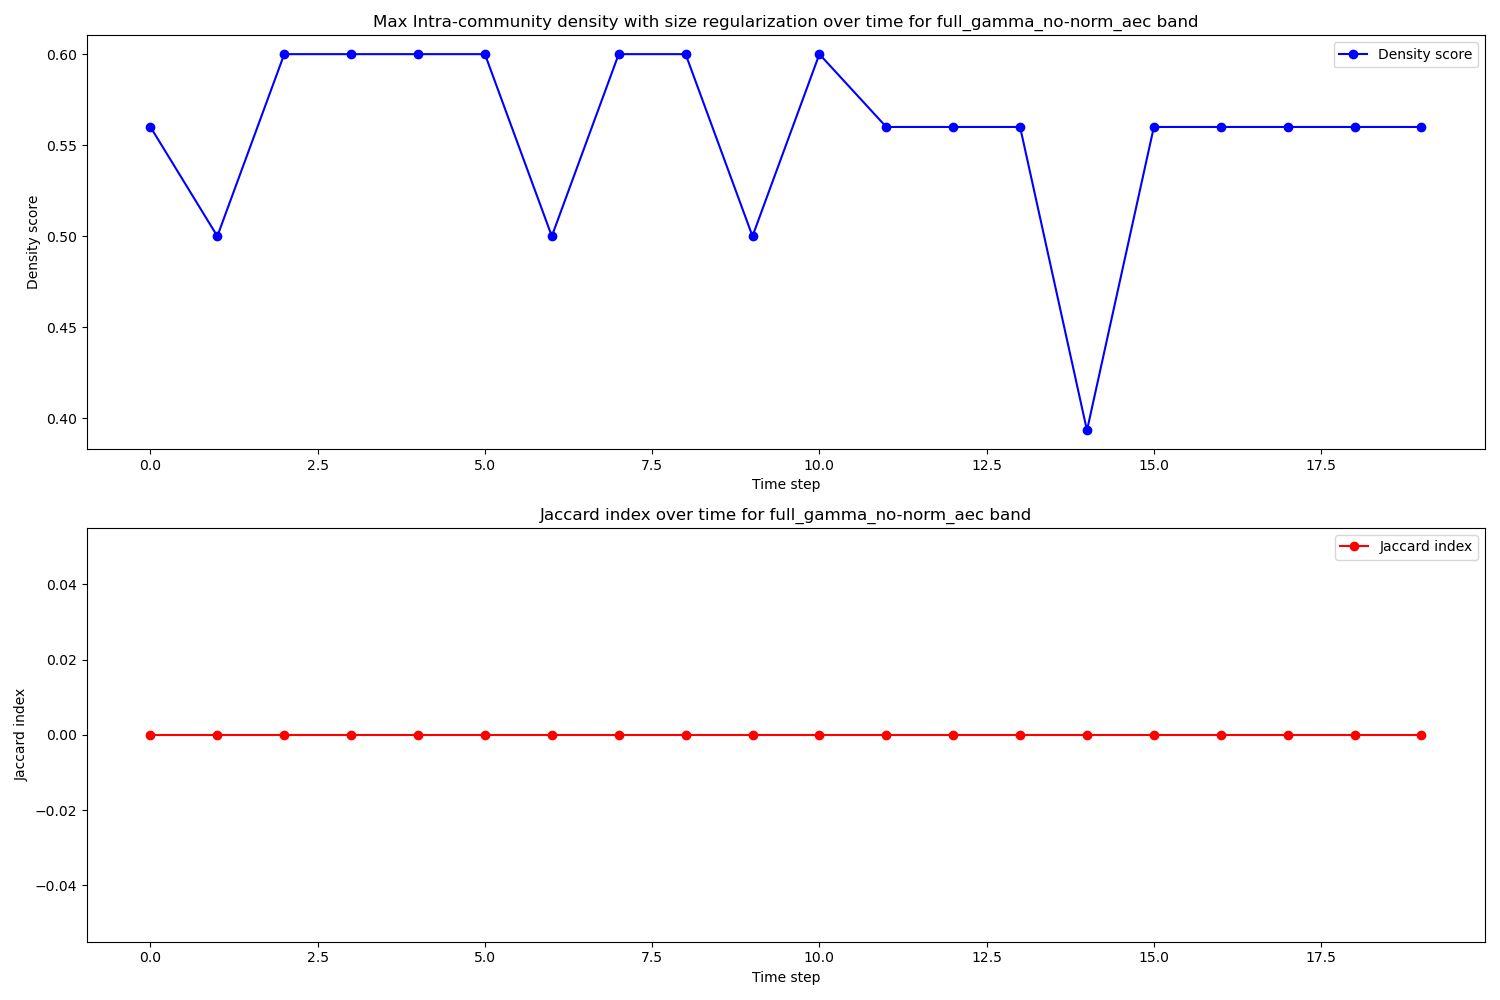 Max Intra-community density with size regularization over time for full_gamma_no-norm_aec band
Density score
0.60
0.55
0.50
0.45
0.40
Density score
0.0 2.5 5.0 7.5 10.0 12.5 15.0 17.5
Time step
Jaccard index over time for full_gamma_no-norm_aec band
Jaccard index
0.04
0.02
0.00
−0.02
−0.04
Jaccard index
0.0 2.5 5.0 7.5 10.0 12.5 15.0 17.5
Time step